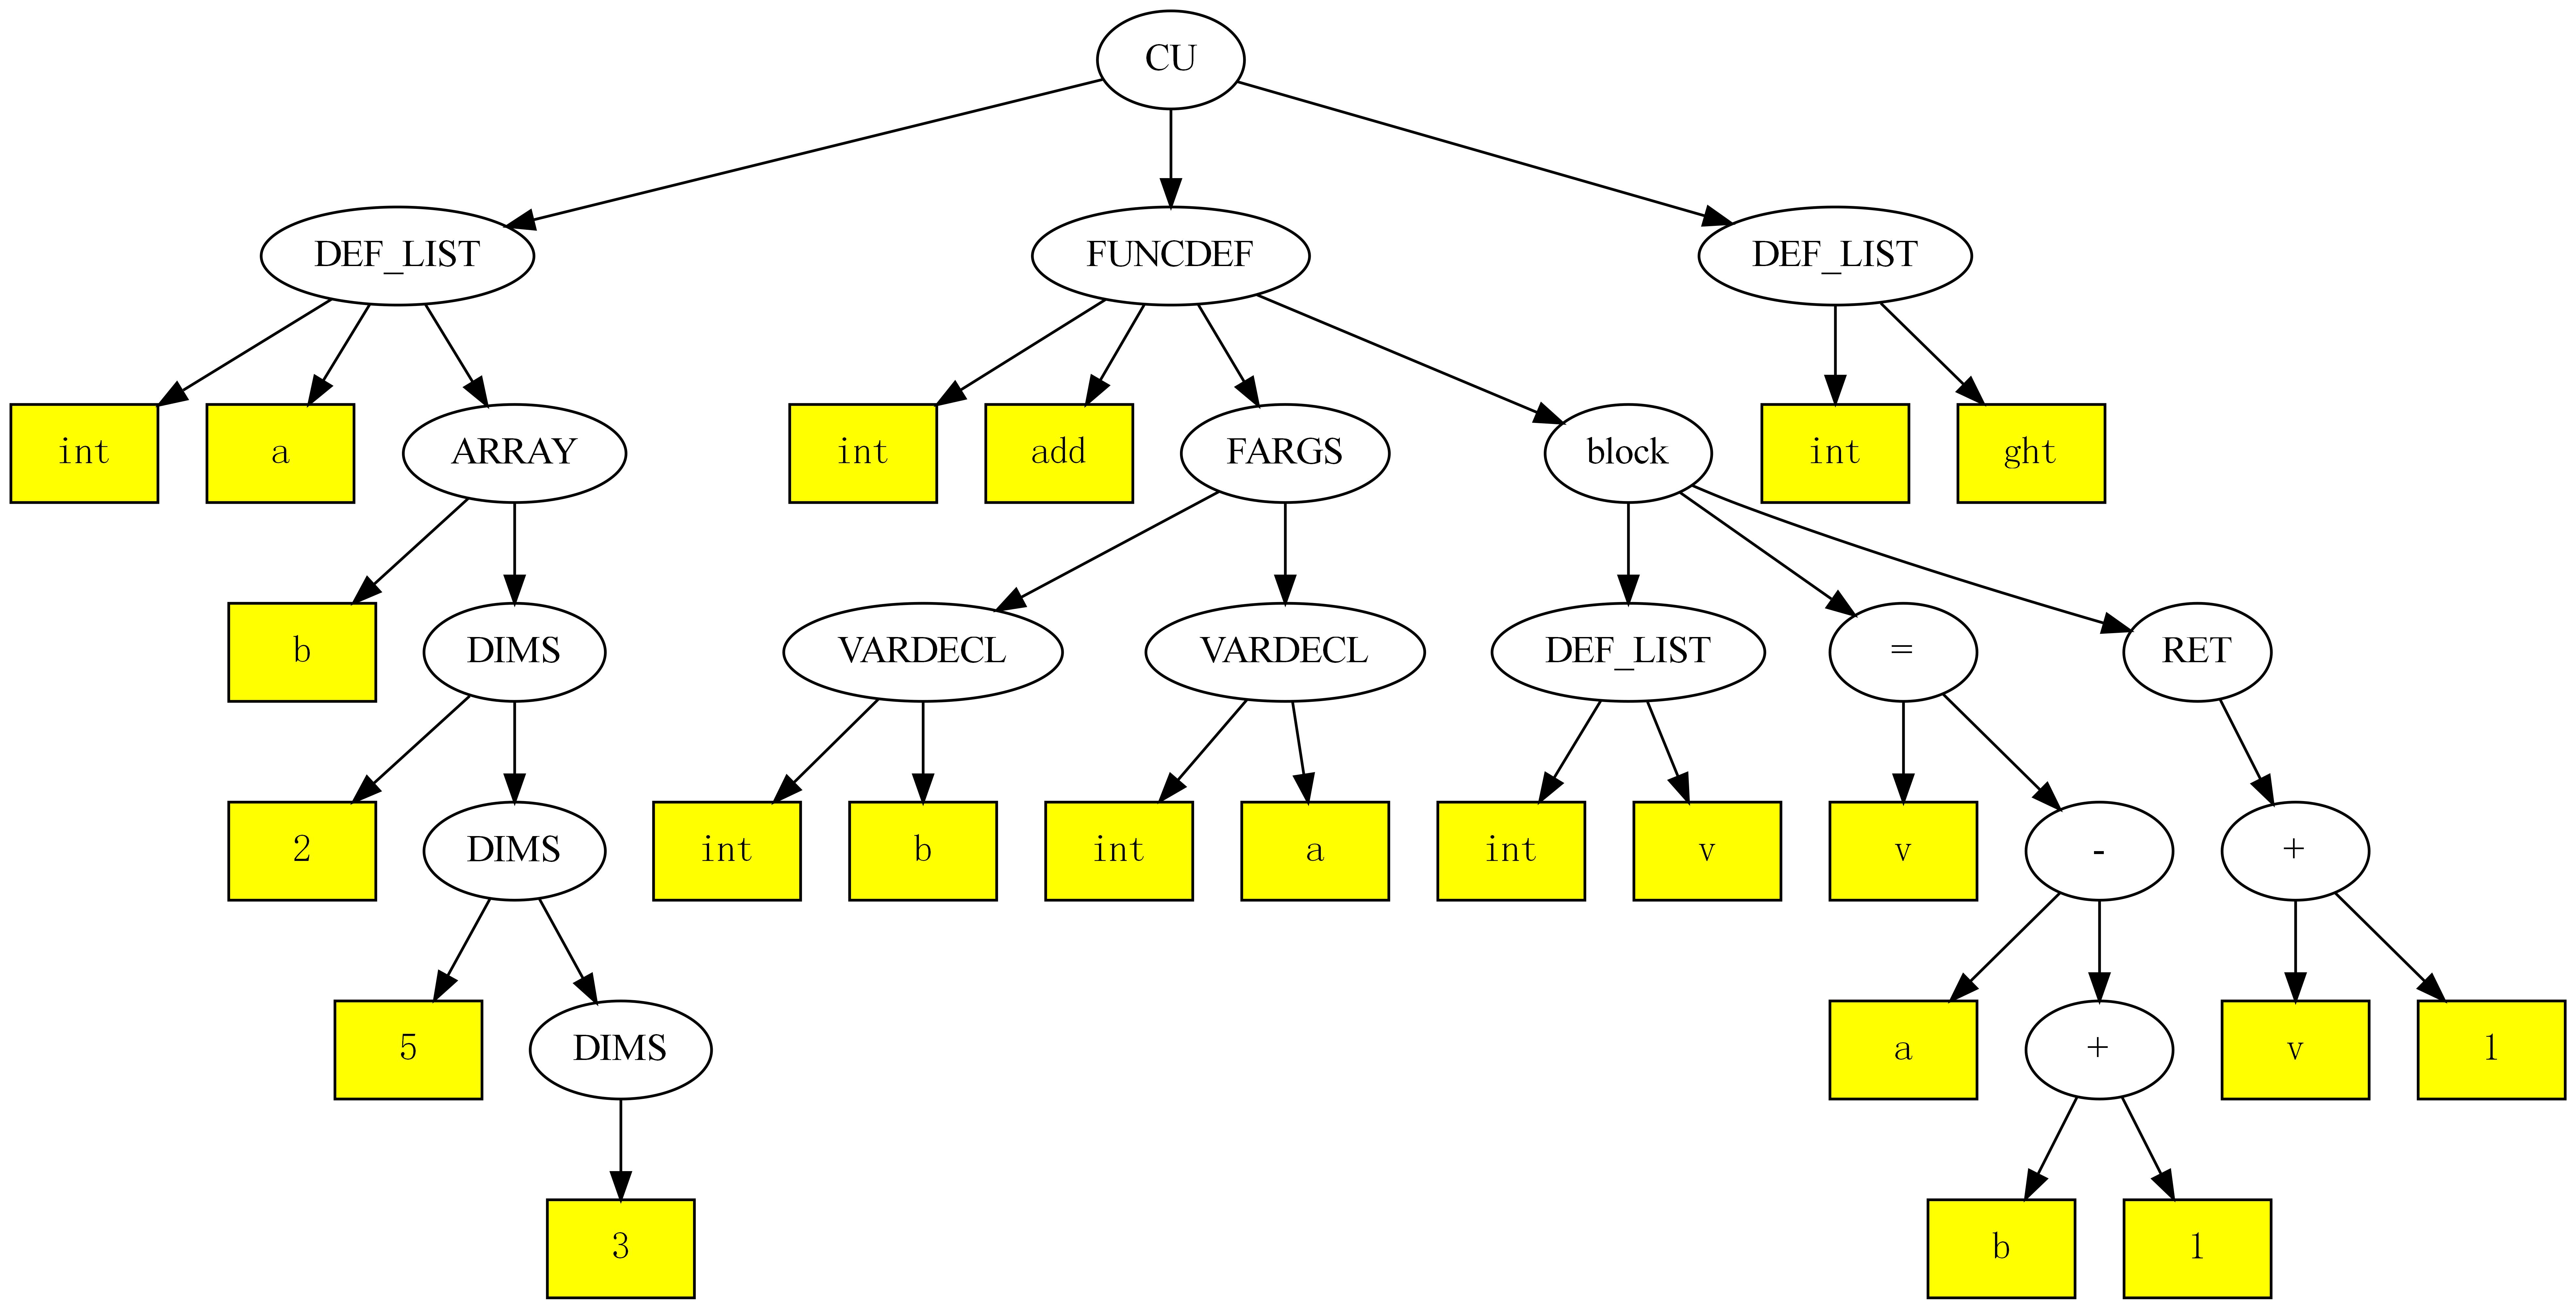 CU
DEF_LIST FUNCDEF DEF_LIST
int a ARRAY int add FARGS block int ght
b DIMS VARDECL VARDECL DEF_LIST = RET
2 DIMS int b int a int v v - +
5 DIMS a + v 1
3 b 1